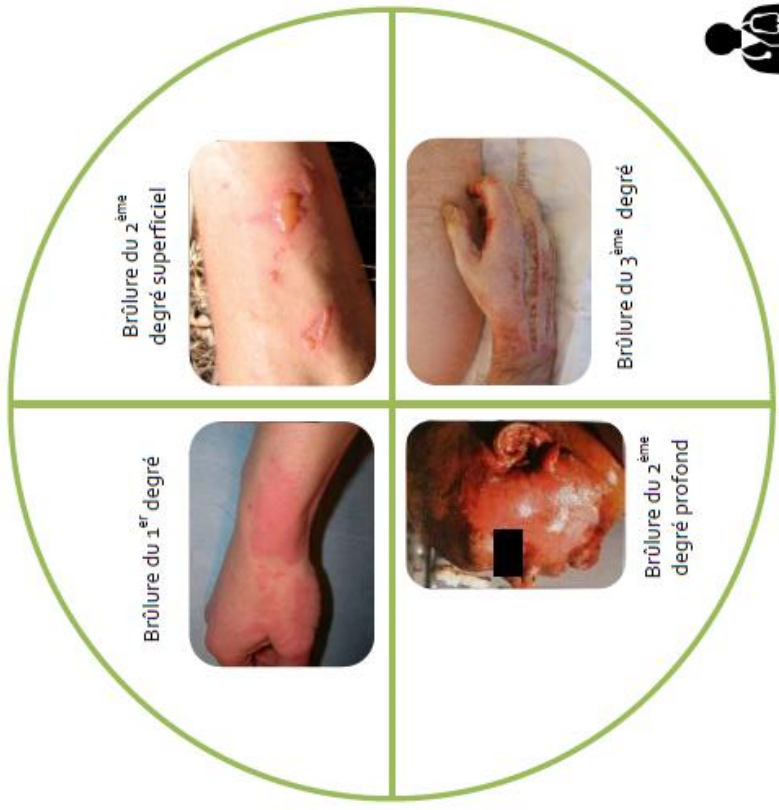 Brûlure du 1er degré
Brûlure du 2ème
degré superficiel
Brûlure du 2ème
degré profond
Brûlure du 3ème degré